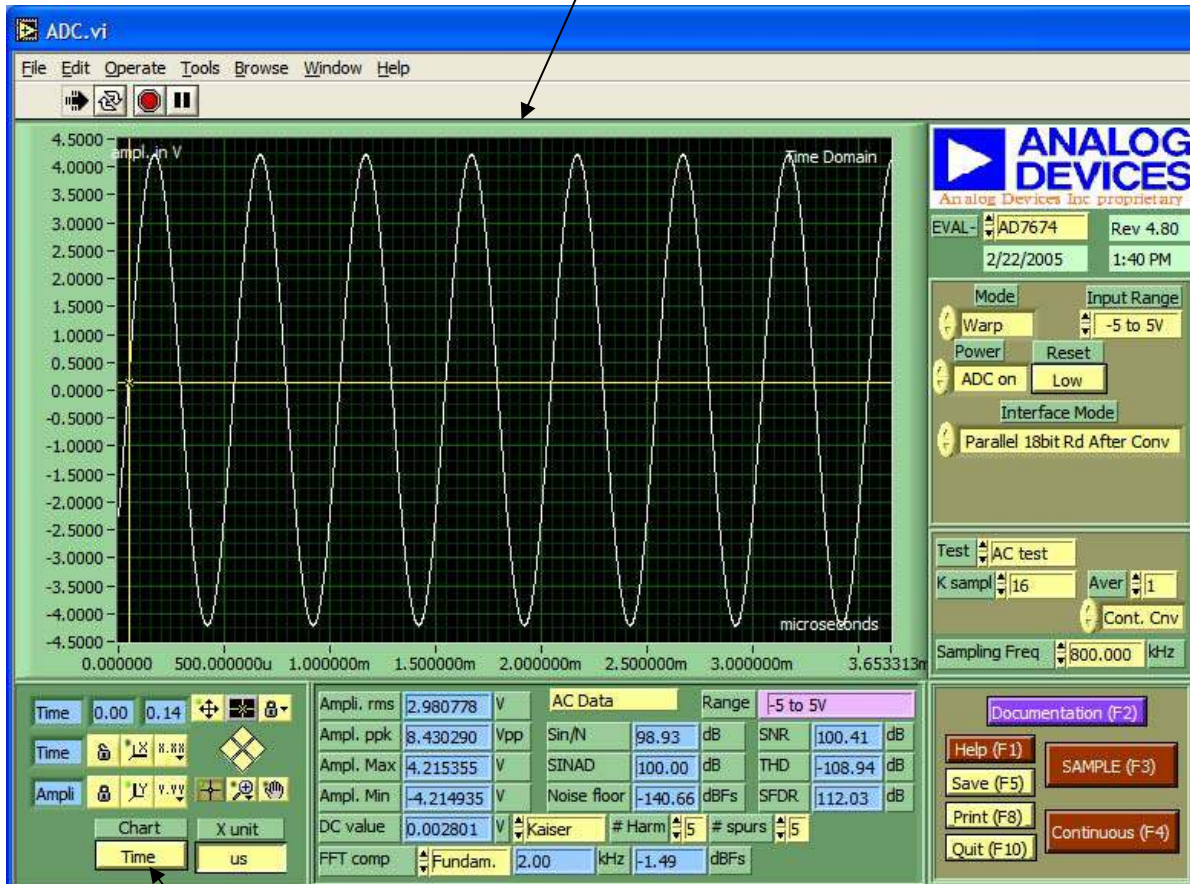 ADC.vi
File Edit Operate Tools Browse Window Help
4.5000
4.0000
3.5000
3.0000
2.5000
2.0000
1.5000
1.0000
0.5000
0.0000
-0.5000
-1.0000
-1.5000
-2.0000
-2.5000
-3.0000
-3.5000
-4.0000
-4.5000
ampl. in V
Time Domain
microseconds
0.000000 500.000000u 1.000000m 1.500000m 2.000000m 2.500000m 3.000000m 3.653313m
ANALOG
DEVICES
Analog Devices Inc proprietary
EVAL- AD7674 Rev 4.80
2/22/2005 1:40 PM
Mode Input Range
Warp -5 to 5V
Power Reset
ADC on Low
Interface Mode
Parallel 18bit Rd After Conv
Test AC test
K sampl 16 Aver 1
Cont. Cnv
Sampling Freq 800.000 kHz
Time 0.00 0.14
Time X X.XX
Ampli Y Y.YY
Chart X unit
Time us
Ampli. rms 2.980778 V AC Data Range -5 to 5V
Ampl. ppk 8.430290 Vpp Sin/N 98.93 dB SNR 100.41 dB
Ampl. Max 4.215355 V SINAD 100.00 dB THD -108.94 dB
Ampl. Min -4.214935 V Noise floor -140.66 dBFs SFDR 112.03 dB
DC value 0.002801 V Kaiser # Harm 5 # spurs 5
FFT comp Fundam. 2.00 kHz -1.49 dBFs
Documentation (F2)
Help (F1)
Save (F5)
Print (F8)
Quit (F10)
SAMPLE (F3)
Continuous (F4)